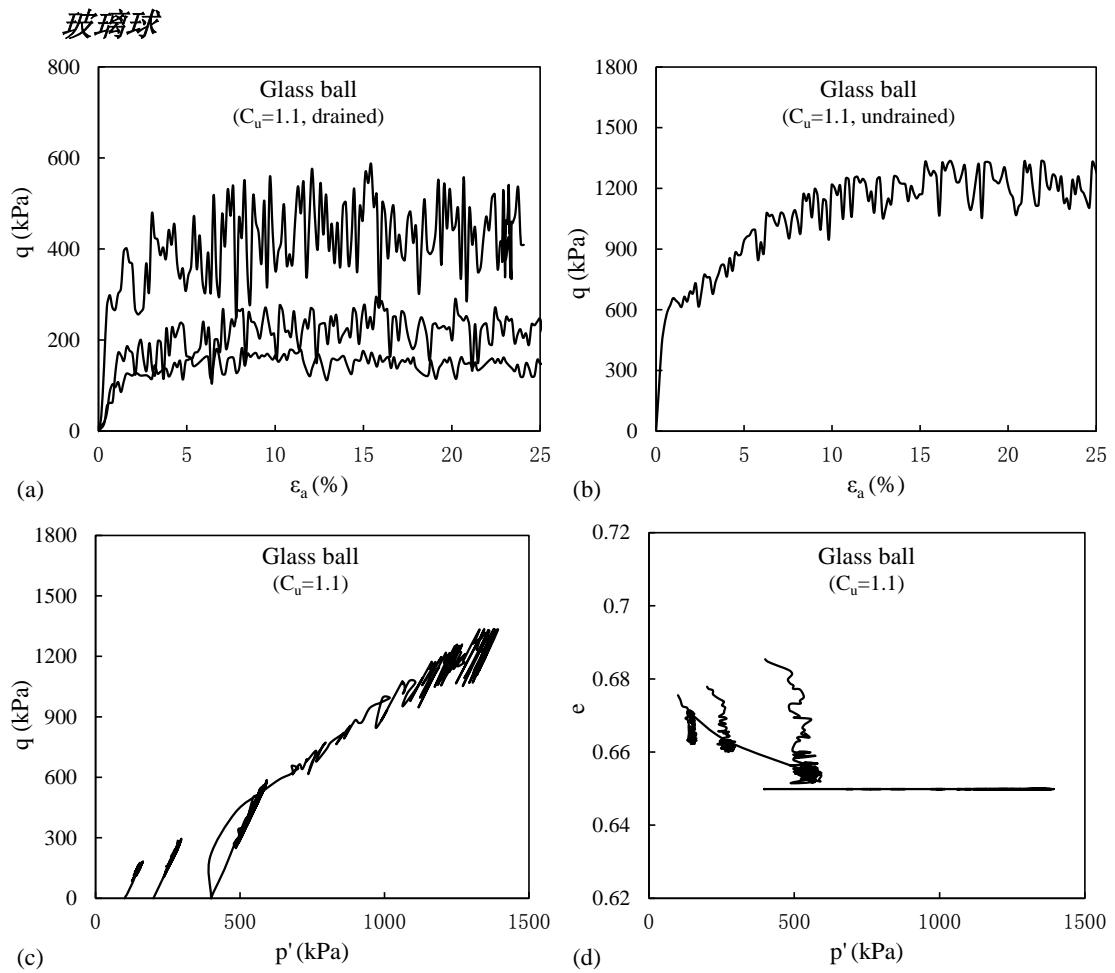 玻璃球
800
600
400
200
0
q (kPa)
Glass ball
(Cu=1.1, drained)
0 5 10 15 20 25
εa (%)
(a)
1800
1500
1200
900
600
300
0
q (kPa)
Glass ball
(Cu=1.1, undrained)
0 5 10 15 20 25
εa (%)
(b)
1800
1500
1200
900
600
300
0
q (kPa)
Glass ball
(Cu=1.1)
0 500 1000 1500
p' (kPa)
(c)
0.72
0.7
0.68
0.66
0.64
0.62
e
Glass ball
(Cu=1.1)
0 500 1000 1500
p' (kPa)
(d)